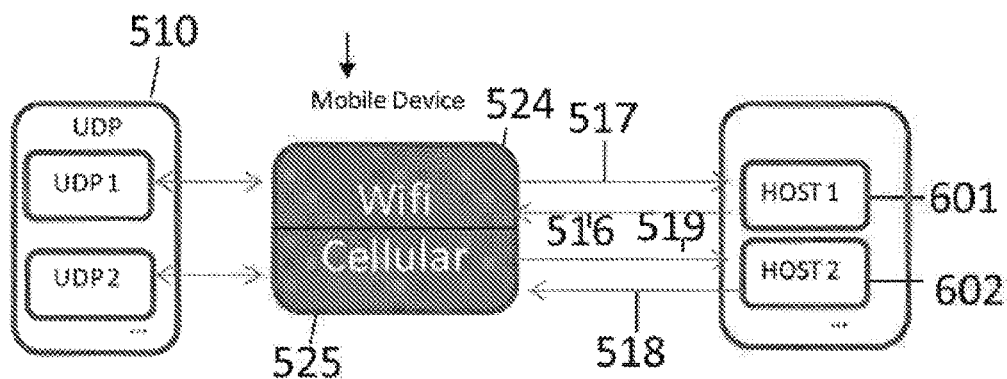 510
Mobile Device
524
517
UDP
UDP 1
Wifi
HOST 1
601
516
519
UDP 2
Cellular
HOST 2
602
...
...
525
518